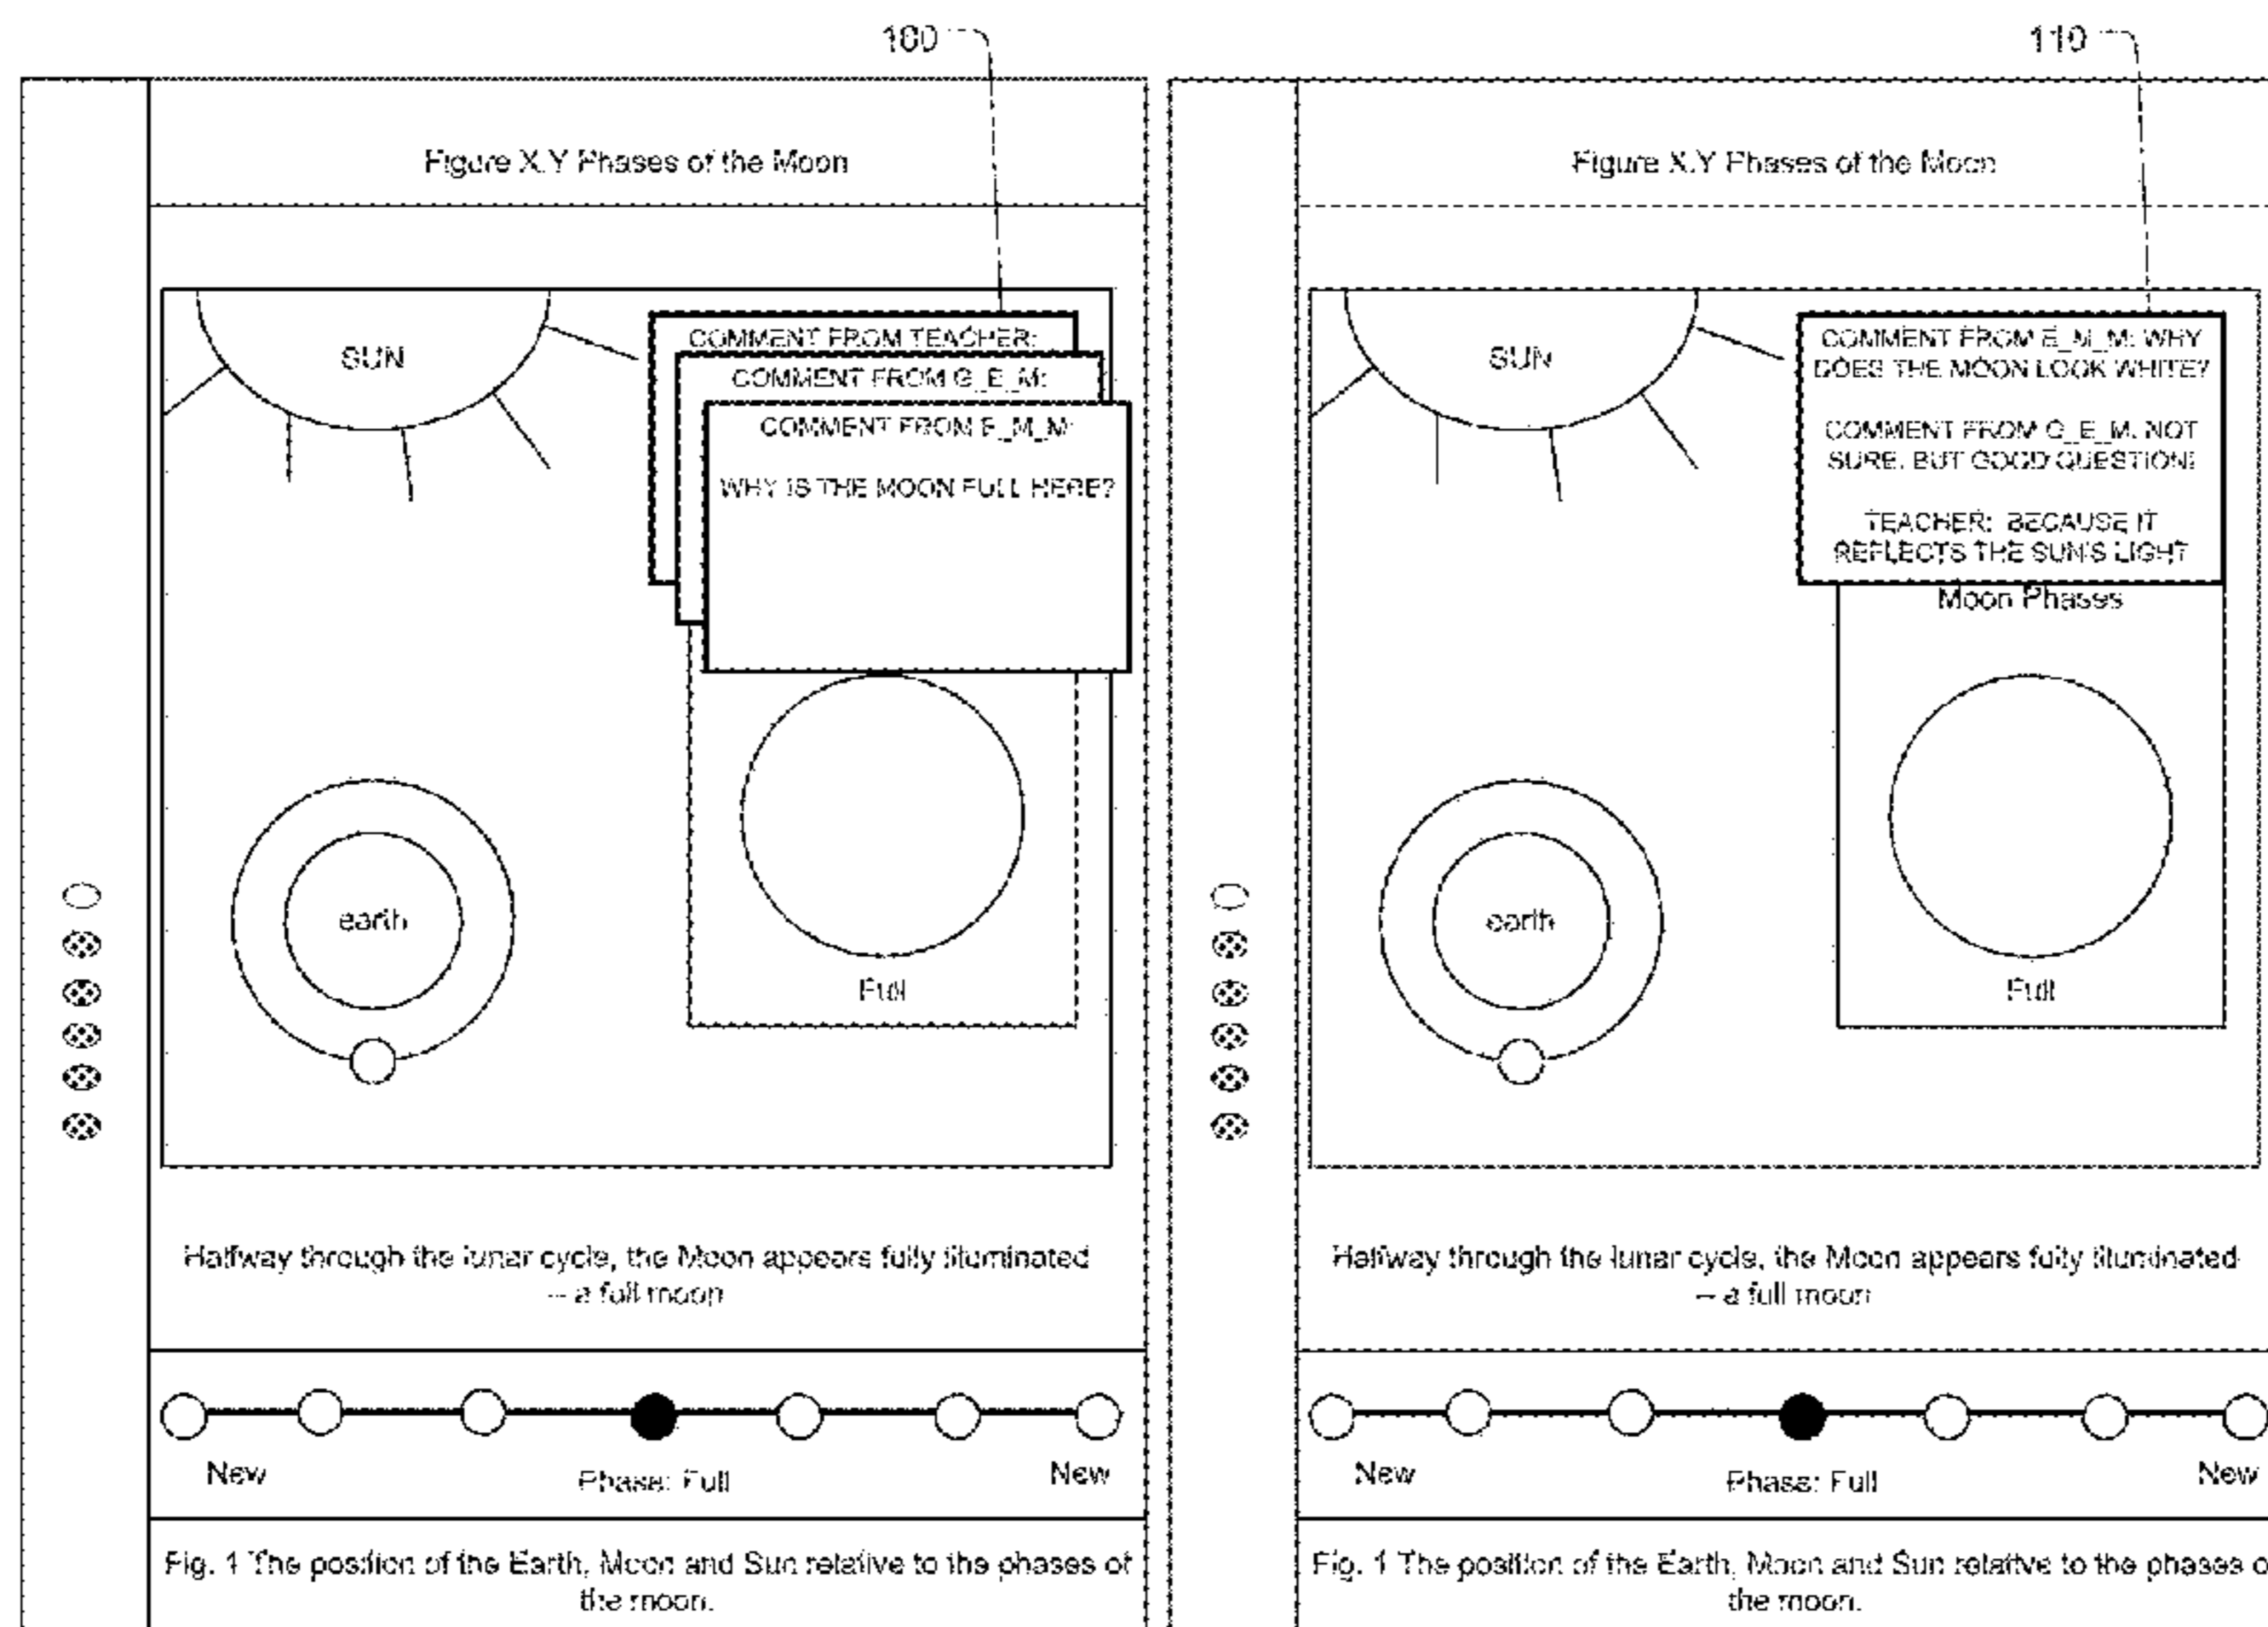 100
Figure X.Y Phases of the Moon
SUN
COMMENT FROM TEACHER:
COMMENT FROM G_E_M:
COMMENT FROM E_M_M:
WHY IS THE MOON FULL HERE?
earth
Full
Halfway through the lunar cycle, the Moon appears fully illuminated
– a full moon
New
Phase: Full
New
Fig. 1 The position of the Earth, Moon and Sun relative to the phases of
the moon.
110
Figure X.Y Phases of the Moon
SUN
COMMENT FROM E_M_M: WHY
DOES THE MOON LOOK WHITE?
COMMENT FROM G_E_M: NOT
SURE, BUT GOOD QUESTION!
TEACHER: BECAUSE IT
REFLECTS THE SUN'S LIGHT
Moon Phases
earth
Full
Halfway through the lunar cycle, the Moon appears fully illuminated
– a full moon
New
Phase: Full
New
Fig. 1 The position of the Earth, Moon and Sun relative to the phases o
the moon.